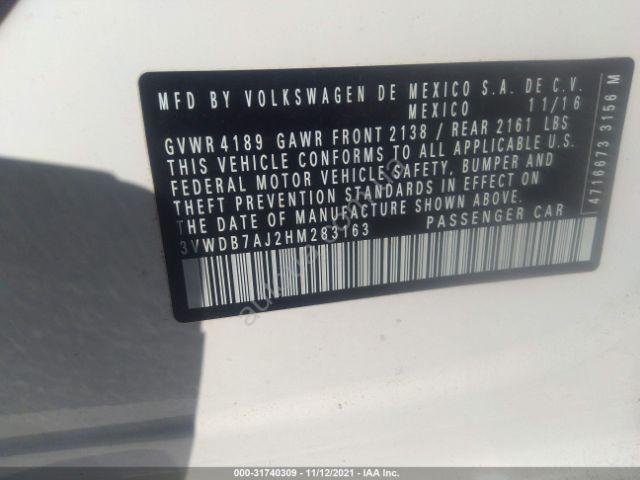 MFD BY VOLKSWAGEN DE MEXICO S.A. DE C.V.
MEXICO 11/16
GVWR 4189 GAWR FRONT 2138 / REAR 2161 LBS
THIS VEHICLE CONFORMS TO ALL APPLICABLE U.S.
FEDERAL MOTOR VEHICLE SAFETY, BUMPER AND
THEFT PREVENTION STANDARDS IN EFFECT ON
THE DATE OF MANUFACTURE SHOWN ABOVE
3VWDB7AJ2HM283163 PASSENGER CAR
4716673 3156 M
000-31740309 - 11/12/2021 - IAA Inc.